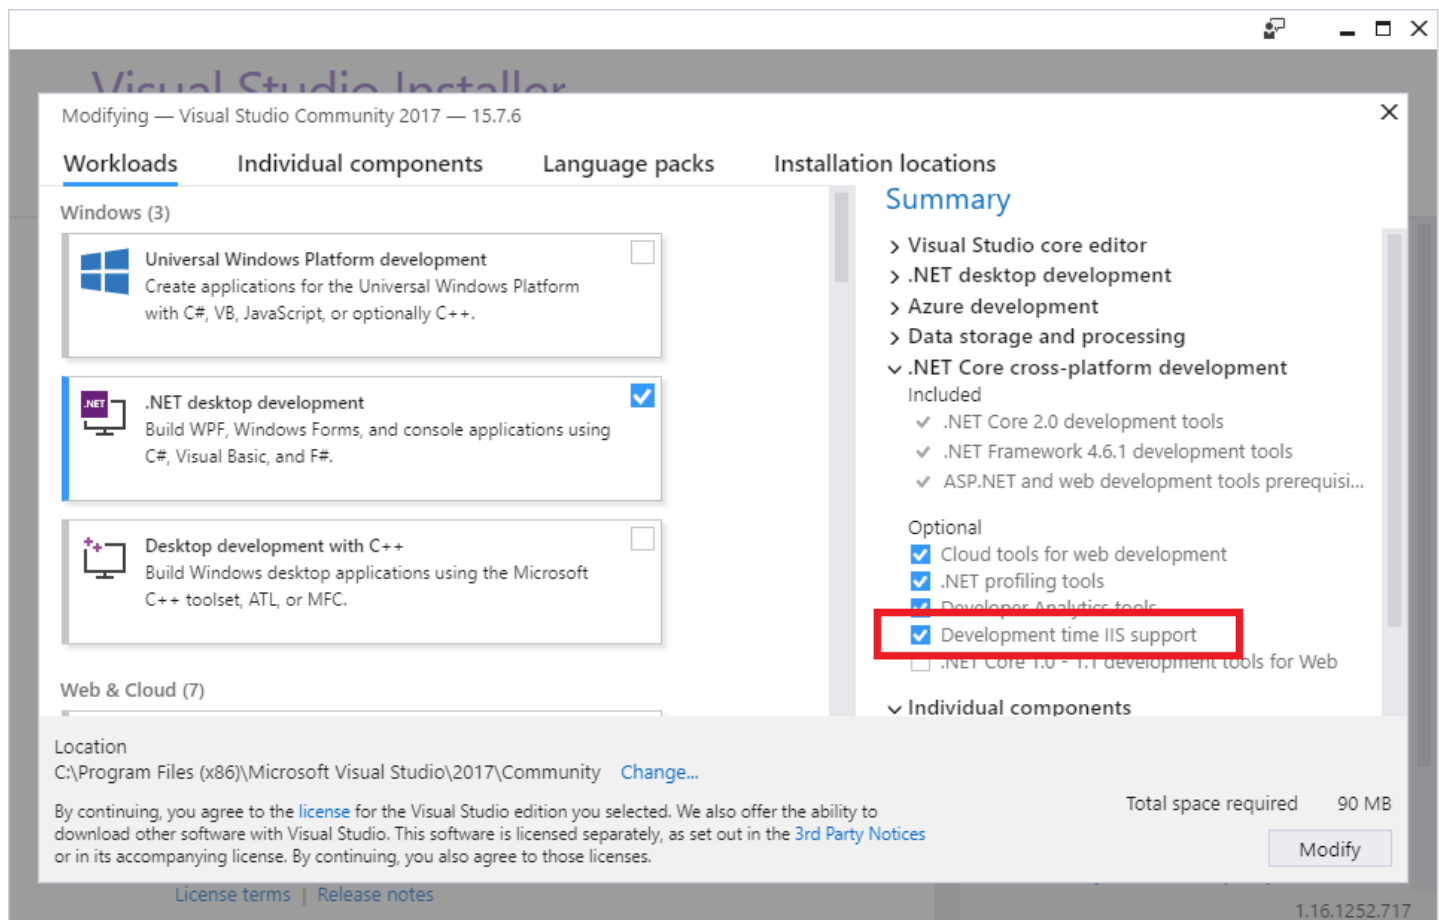 Visual Studio Installer
Modifying — Visual Studio Community 2017 — 15.7.6
Workloads
Individual components
Language packs
Installation locations
Windows (3)
Universal Windows Platform development
Create applications for the Universal Windows Platform
with C#, VB, JavaScript, or optionally C++.
.NET
.NET desktop development
Build WPF, Windows Forms, and console applications using
C#, Visual Basic, and F#.
Desktop development with C++
Build Windows desktop applications using the Microsoft
C++ toolset, ATL, or MFC.
Web & Cloud (7)
Summary
Visual Studio core editor
.NET desktop development
Azure development
Data storage and processing
.NET Core cross-platform development
Included
.NET Core 2.0 development tools
.NET Framework 4.6.1 development tools
ASP.NET and web development tools prerequisi...
Optional
Cloud tools for web development
.NET profiling tools
Developer Analytics tools
Development time IIS support
.NET Core 1.0 - 1.1 development tools for Web
Individual components
Location
C:\Program Files (x86)\Microsoft Visual Studio\2017\Community Change...
By continuing, you agree to the license for the Visual Studio edition you selected. We also offer the ability to
download other software with Visual Studio. This software is licensed separately, as set out in the 3rd Party Notices
or in its accompanying license. By continuing, you also agree to those licenses.
Total space required 90 MB
Modify
License terms | Release notes
1.16.1252.717